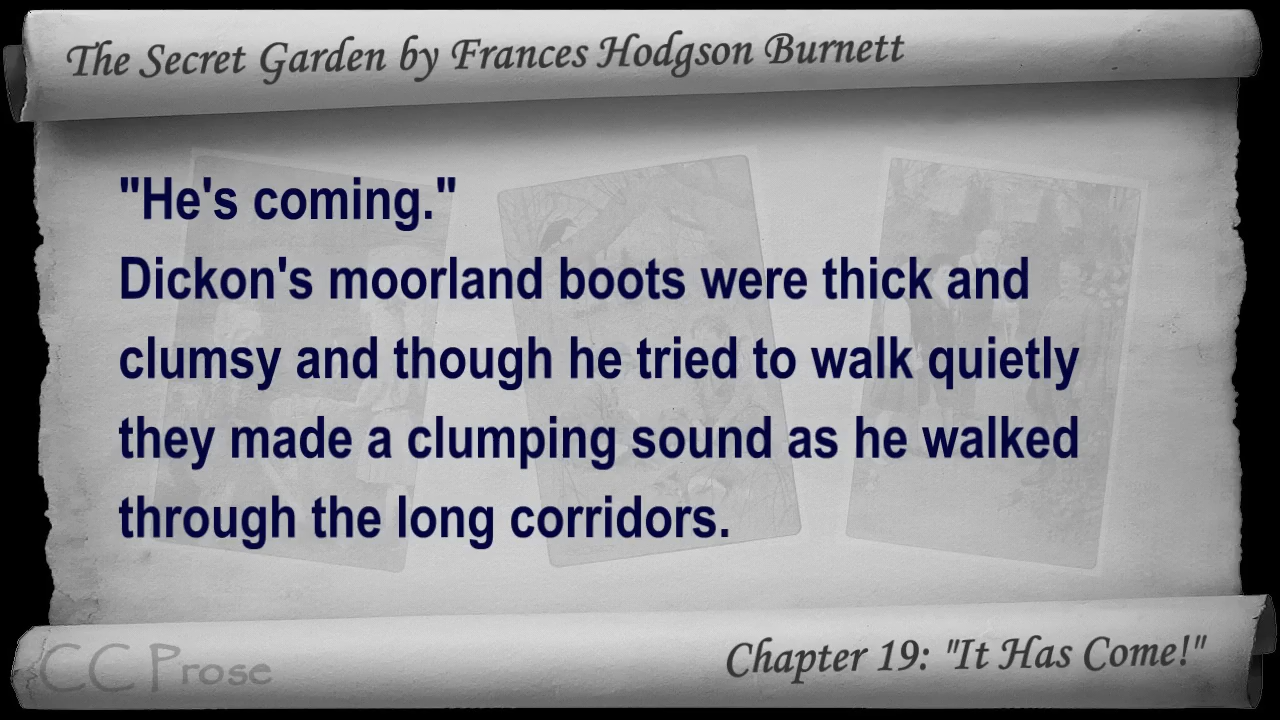 The Secret Garden by Frances Hodgson Burnett
"He's coming."
Dickon's moorland boots were thick and
clumsy and though he tried to walk quietly
they made a clumping sound as he walked
through the long corridors.
CC Prose
Chapter 19: "It Has Come!"